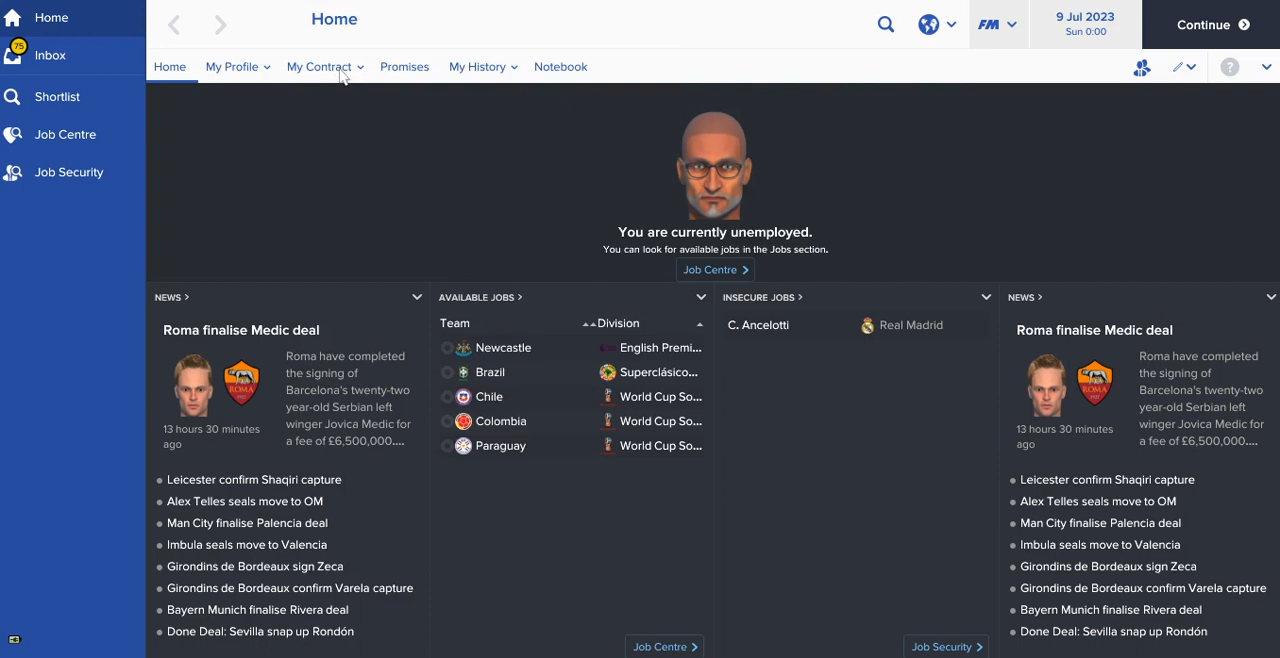 Home
75
Inbox
Shortlist
Job Centre
Job Security
Home
FM
9 Jul 2023
Sun 0:00
Continue
Home
My Profile
My Contract
Promises
My History
Notebook
?
You are currently unemployed.
You can look for available jobs in the Jobs section.
Job Centre
NEWS
Roma finalise Medic deal
ROMA
Roma have completed
the signing of
Barcelona's twenty-two
year-old Serbian left
winger Jovica Medic for
a fee of £6,500,000....
13 hours 30 minutes
ago
Leicester confirm Shaqiri capture
Alex Telles seals move to OM
Man City finalise Palencia deal
Imbula seals move to Valencia
Girondins de Bordeaux sign Zeca
Girondins de Bordeaux confirm Varela capture
Bayern Munich finalise Rivera deal
Done Deal: Sevilla snap up Rondón
AVAILABLE JOBS
Team Division
Newcastle English Premi...
Brazil Superclásico...
Chile World Cup So...
Colombia World Cup So...
Paraguay World Cup So...
Job Centre
INSECURE JOBS
C. Ancelotti Real Madrid
Job Security
NEWS
Roma finalise Medic deal
ROMA
Roma have completed
the signing of
Barcelona's twenty-two
year-old Serbian left
winger Jovica Medic for
a fee of £6,500,000....
13 hours 30 minutes
ago
Leicester confirm Shaqiri capture
Alex Telles seals move to OM
Man City finalise Palencia deal
Imbula seals move to Valencia
Girondins de Bordeaux sign Zeca
Girondins de Bordeaux confirm Varela capture
Bayern Munich finalise Rivera deal
Done Deal: Sevilla snap up Rondón